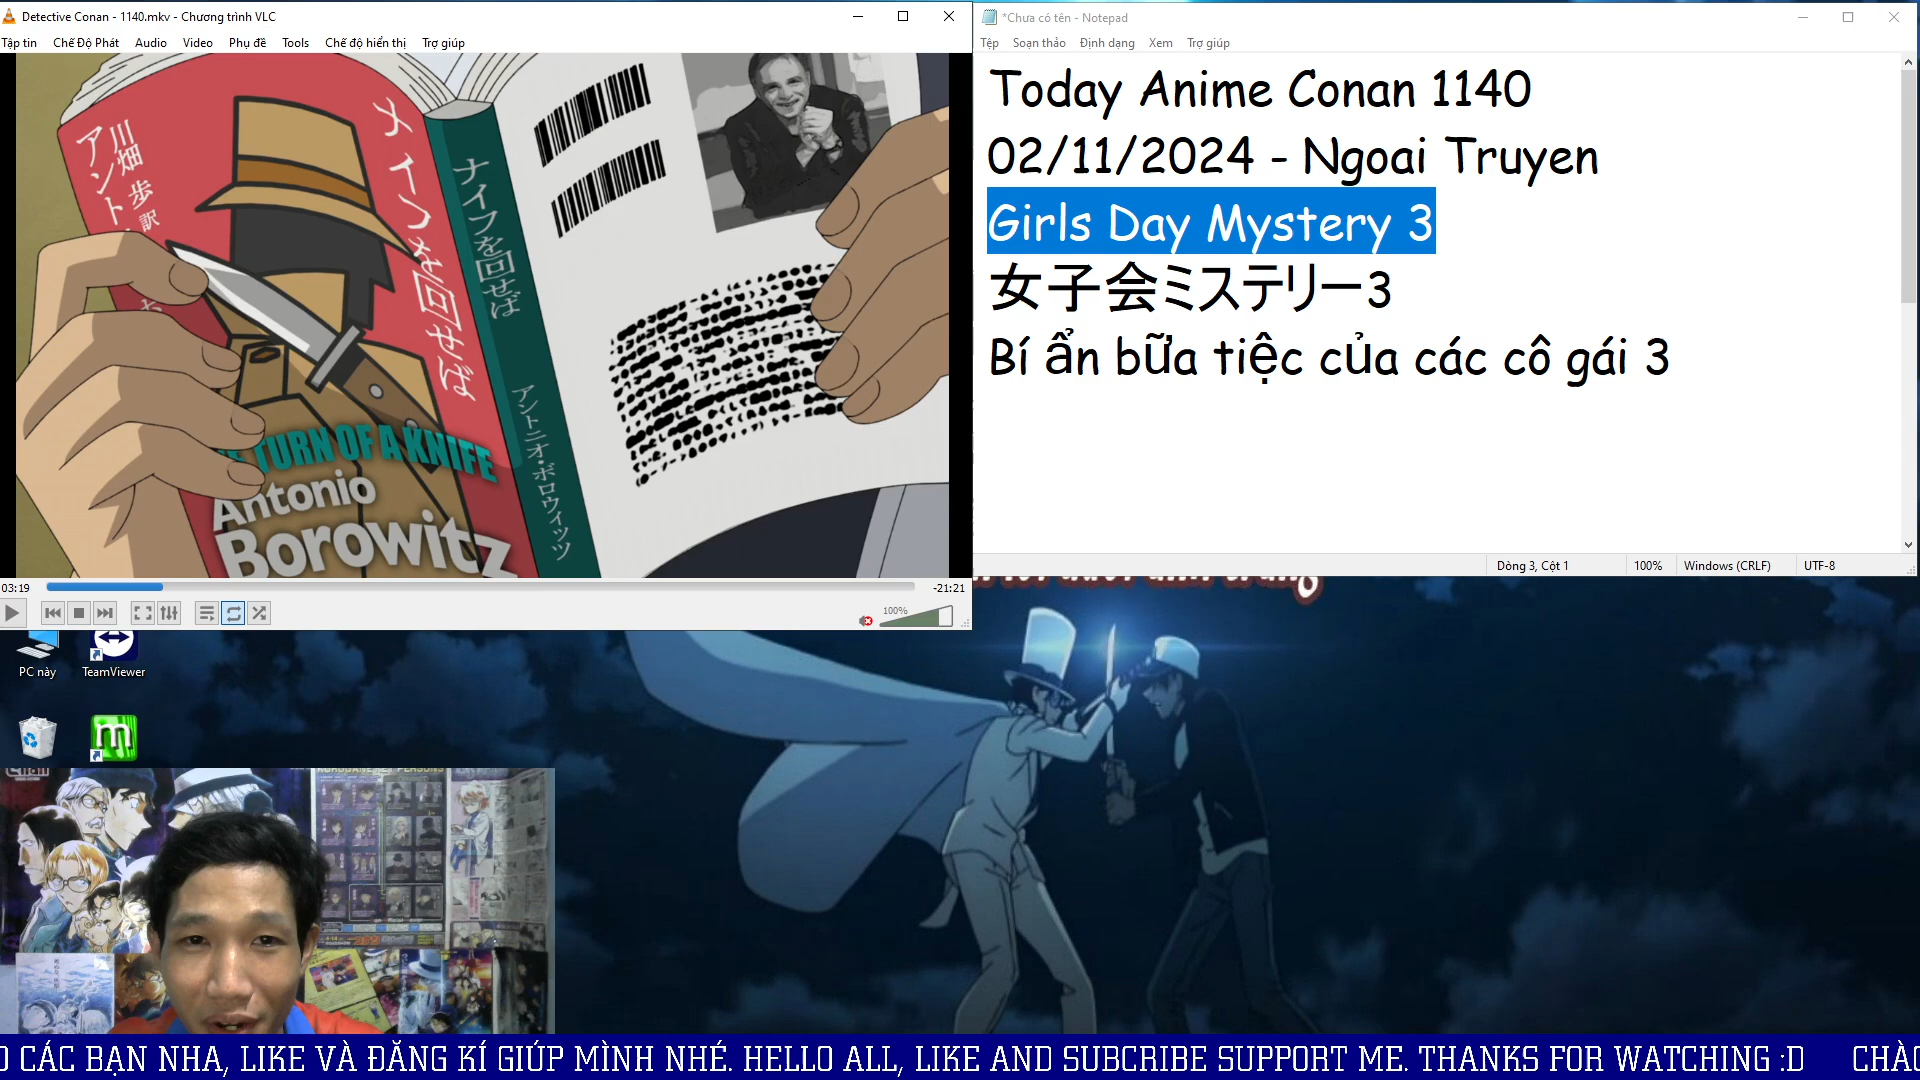 Detective Conan - 1140.mkv - Chương trình VLC
Tập tin Chế Độ Phát Audio Video Phụ đề Tools Chế độ hiển thị Trợ giúp
川畑 歩 訳
ナイフを回せば
ナイフを回せば
アントニオ・ボロウィッツ
TURN OF A KNIFE
Antonio
Borowitz
03:19
-21:21
100%
*Chưa có tên - Notepad
Tệp Soạn thảo Định dạng Xem Trợ giúp
Today Anime Conan 1140
02/11/2024 - Ngoai Truyen
Girls Day Mystery 3
女子会ミステリー3
Bí ẩn bữa tiệc của các cô gái 3
Dòng 3, Cột 1 100% Windows (CRLF) UTF-8
PC này TeamViewer
CÁC BẠN NHA, LIKE VÀ ĐĂNG KÍ GIÚP MÌNH NHÉ. HELLO ALL, LIKE AND SUBCRIBE SUPPORT ME. THANKS FOR WATCHING :D CHÀO